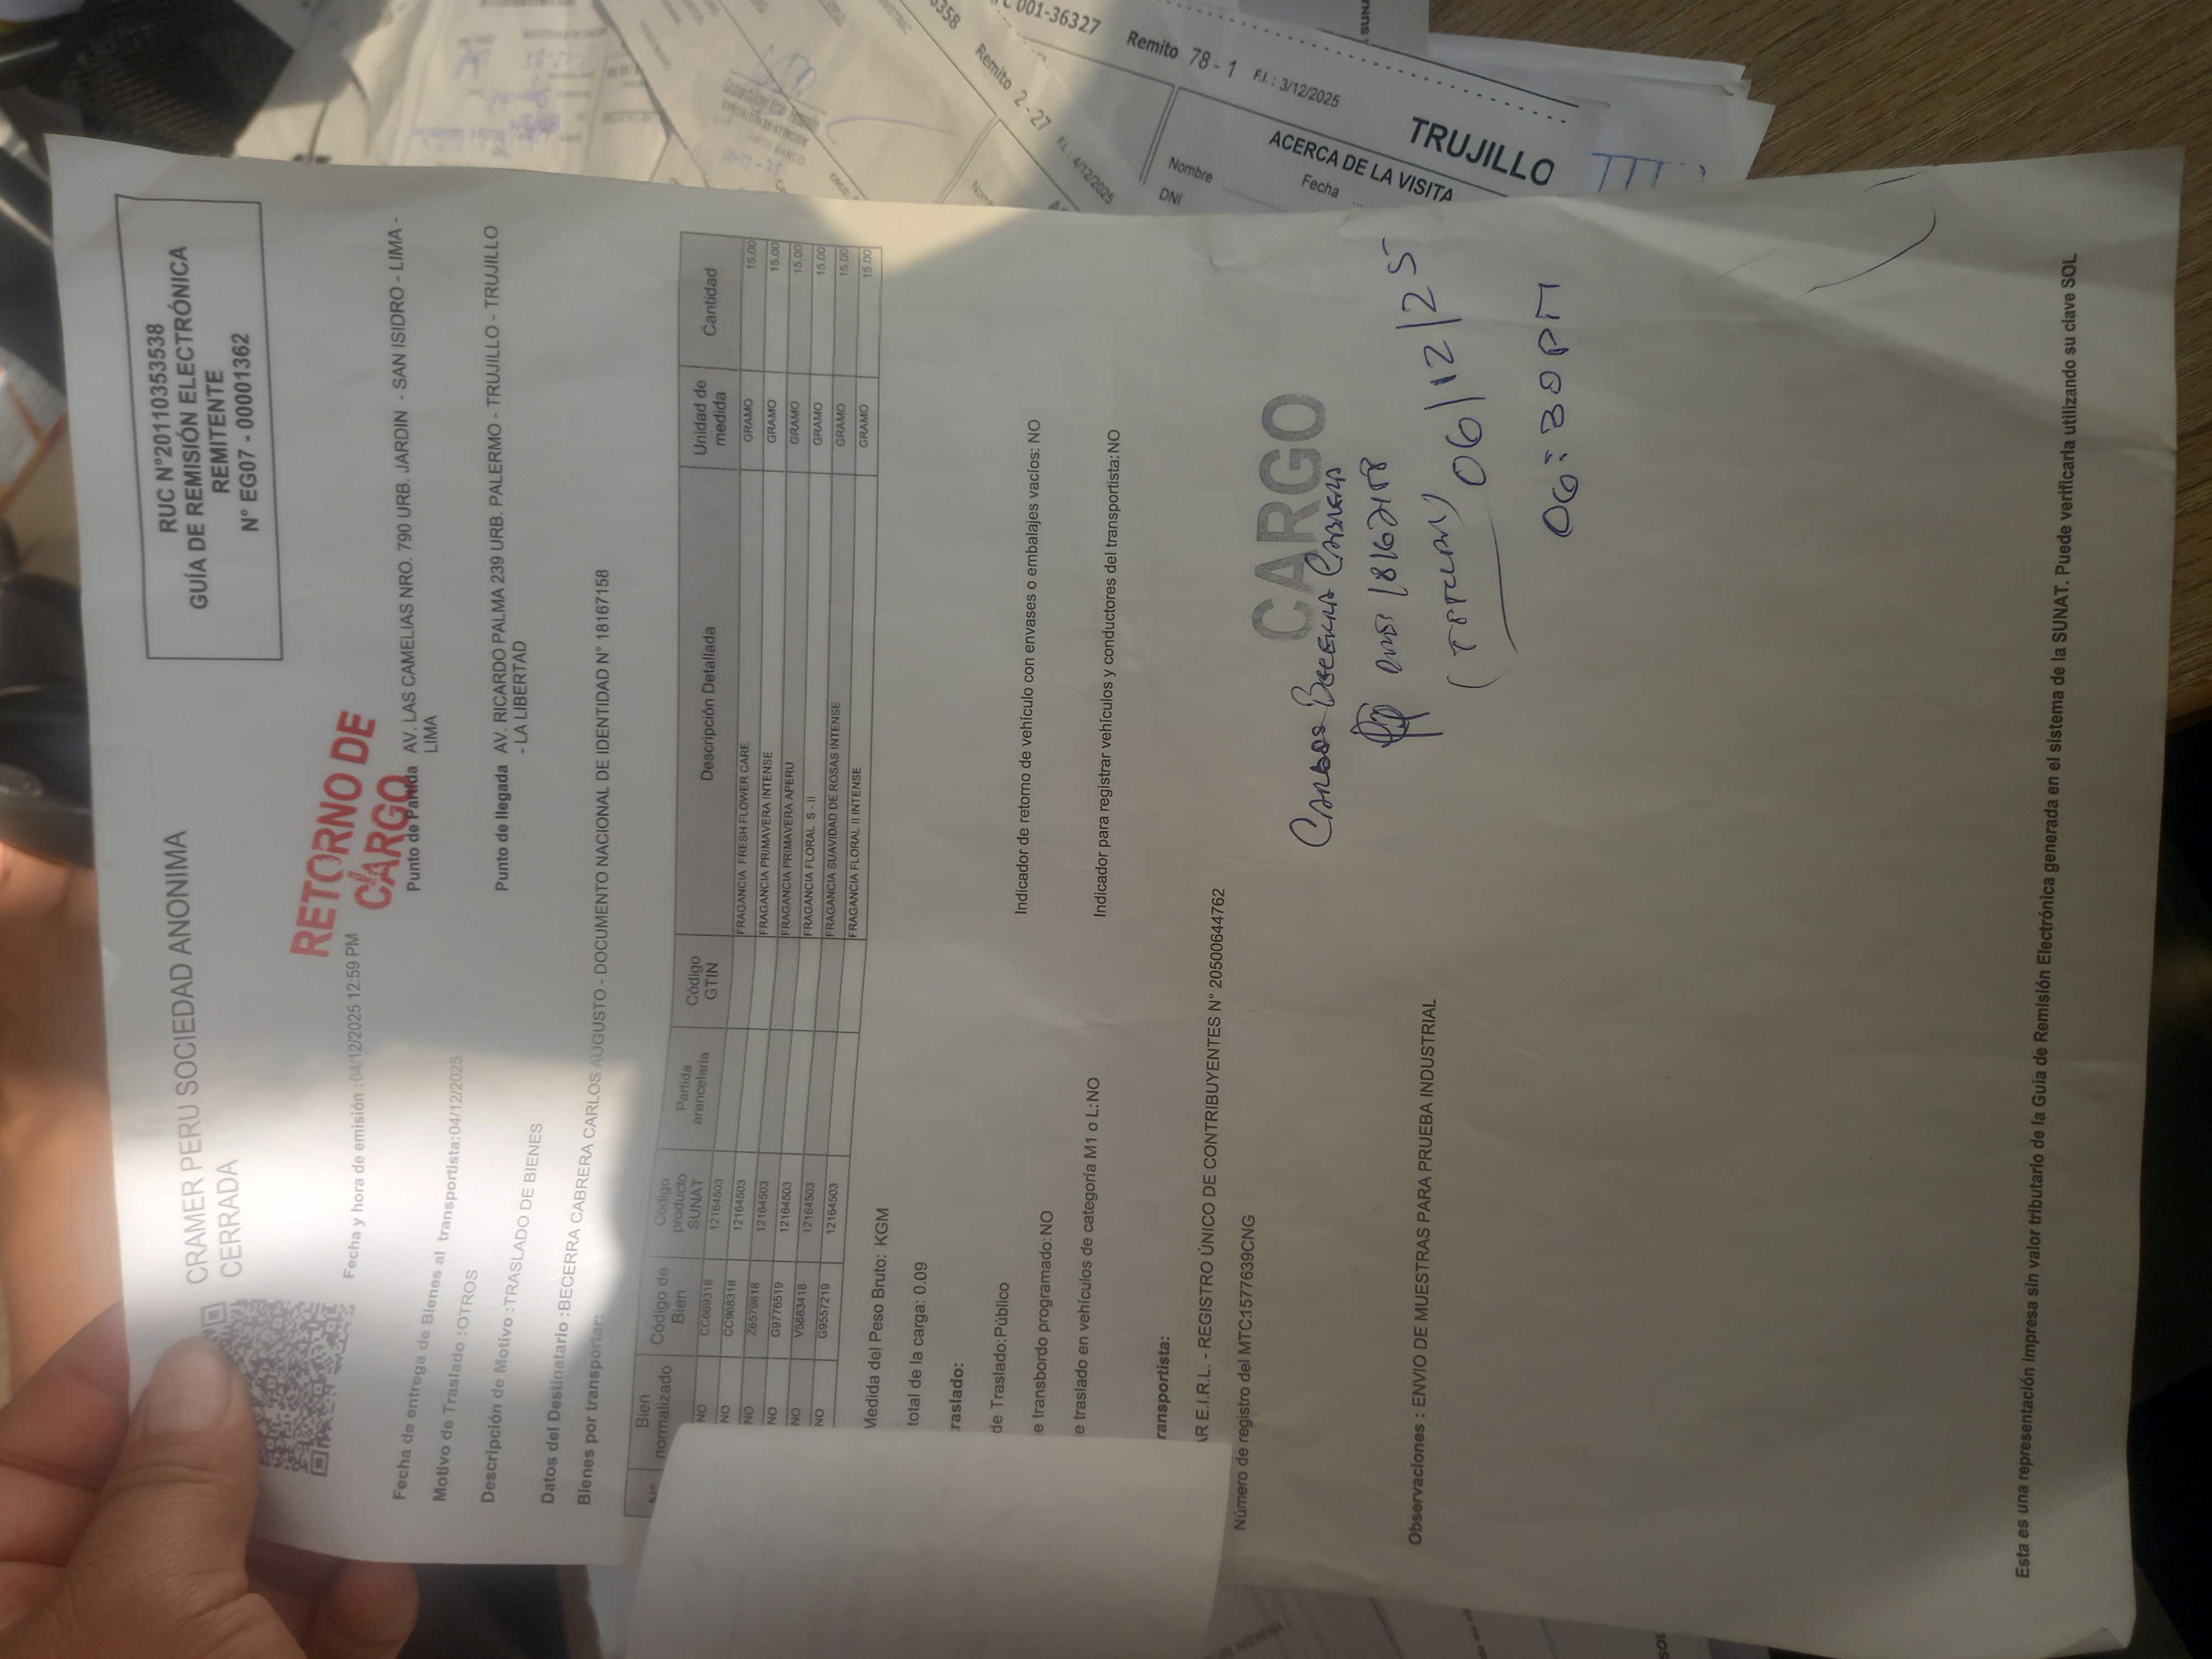 RUC N°20110353538
GUÍA DE REMISIÓN ELECTRÓNICA
REMITENTE
N° EG07 - 00001362
CRAMER PERU SOCIEDAD ANONIMA
CERRADA
RETORNO DE
CARGO
Fecha y hora de emisión :04/12/2025 12:59 PM
Fecha de entrega de Bienes al transportista:04/12/2025
Punto de Partida AV. LAS CAMELIAS NRO. 790 URB. JARDIN - SAN ISIDRO - LIMA -
LIMA
Motivo de Traslado :OTROS
Descripción de Motivo :TRASLADO DE BIENES
Punto de llegada AV. RICARDO PALMA 239 URB. PALERMO - TRUJILLO - TRUJILLO
- LA LIBERTAD
Datos del Destinatario :BECERRA CABRERA CARLOS AUGUSTO - DOCUMENTO NACIONAL DE IDENTIDAD N° 18167158
Bienes por transportar:
N° Bien normalizado Código de Bien Código producto SUNAT Partida arancelaria Código GTIN Descripción Detallada Unidad de medida Cantidad
NO CC669318 12164503 FRAGANCIA FRESH FLOWER CARE GRAMO 15.00
NO CC908318 12164503 FRAGANCIA PRIMAVERA INTENSE GRAMO 15.00
NO Z6579818 12164503 FRAGANCIA PRIMAVERA APERU GRAMO 15.00
NO G9776519 12164503 FRAGANCIA FLORAL S - II GRAMO 15.00
NO V5883418 12164503 FRAGANCIA SUAVIDAD DE ROSAS INTENSE GRAMO 15.00
NO G9557219 12164503 FRAGANCIA FLORAL II INTENSE GRAMO 15.00
Medida del Peso Bruto: KGM
total de la carga: 0.09
raslado:
de Traslado:Público
Indicador de retorno de vehículo con envases o embalajes vacíos: NO
e transbordo programado:NO
e traslado en vehículos de categoría M1 o L:NO
Indicador para registrar vehículos y conductores del transportista:NO
ransportista:
AR E.I.R.L. - REGISTRO ÚNICO DE CONTRIBUYENTES N° 20500644762
Número de registro del MTC:1577639CNG
CARGO
Carlos Becerra Cabrera
DNI 18167158
06/12/25
06:30 PM
Observaciones : ENVIO DE MUESTRAS PARA PRUEBA INDUSTRIAL
Esta es una representación impresa sin valor tributario de la Guía de Remisión Electrónica generada en el sistema de la SUNAT. Puede verificarla utilizando su clave SOL
001-36327
Remito 78 - 1 F.I.: 3/12/2025
TRUJILLO
ACERCA DE LA VISITA
Nombre
Fecha
DNI
Remito 2 - 27 F.I.: 4/12/2025